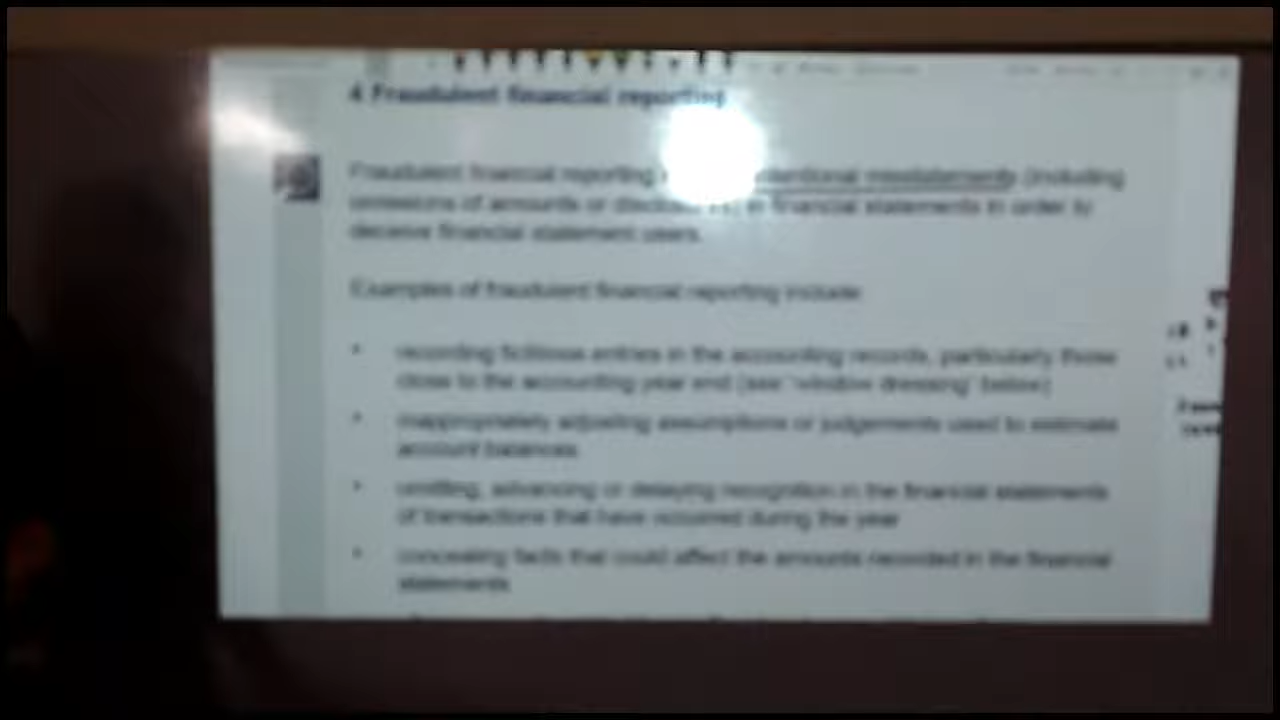 4 Fraudulent financial reporting
Fraudulent financial reporting intentional misstatements (including
omissions of amounts or disclosures) in financial statements in order to
deceive financial statement users.
Examples of fraudulent financial reporting include:
• recording fictitious entries in the accounting records, particularly those
close to the accounting year end (see 'window dressing' below)
• inappropriately adjusting assumptions or judgements used to estimate
account balances
• omitting, advancing or delaying recognition in the financial statements
of transactions that have occurred during the year
• concealing facts that could affect the amounts recorded in the financial
statements